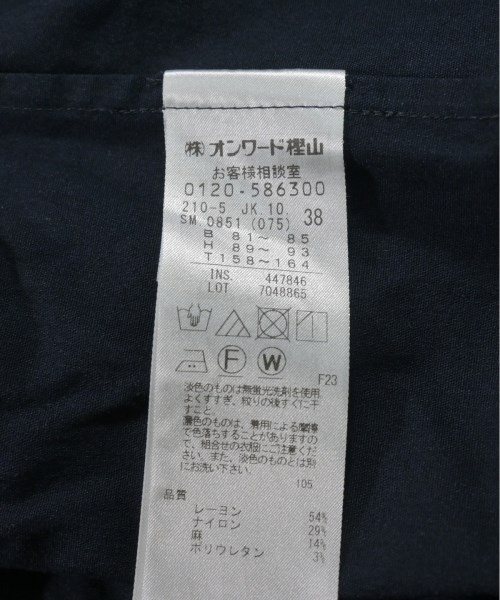 (株)オンワード樫山
お客様相談室
0120-586300
210-5 JK.10. 38
SM 0851 (075)
B 81～ 85
H 89～ 93
T 158～164
INS. 447846
LOT 7048865
F W
F23
淡色のものは無蛍光洗剤を使用。
よくすすぎ、絞りの後すぐに干
すこと。
濃色のものは、着用による摩擦
で色落ちすることがありますの
で、組合せの衣服にご注意くだ
さい。また、淡色のものとは別
にお洗い下さい。
105
品質
レーヨン 54%
ナイロン 29%
麻 14%
ポリウレタン 3%